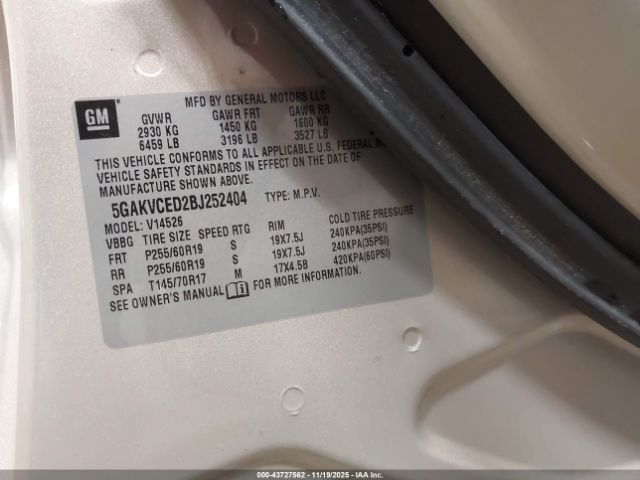 GM
MFD BY GENERAL MOTORS LLC
GVWR GAWR FRT GAWR RR
2930 KG 1450 KG 1600 KG
6459 LB 3196 LB 3527 LB
THIS VEHICLE CONFORMS TO ALL APPLICABLE U.S. FEDERAL
VEHICLE SAFETY STANDARDS IN EFFECT ON THE DATE OF
MANUFACTURE SHOWN ABOVE.
5GAKVCED2BJ252404 TYPE: M.P.V.
MODEL: V14526
VBBG TIRE SIZE SPEED RTG RIM COLD TIRE PRESSURE
FRT P255/60R19 S 19X7.5J 240KPA(35PSI)
RR P255/60R19 S 19X7.5J 240KPA(35PSI)
SPA T145/70R17 M 17X4.5B 420KPA(60PSI)
SEE OWNER'S MANUAL FOR MORE INFORMATION.
000-43727562 - 11/19/2025 - IAA Inc.